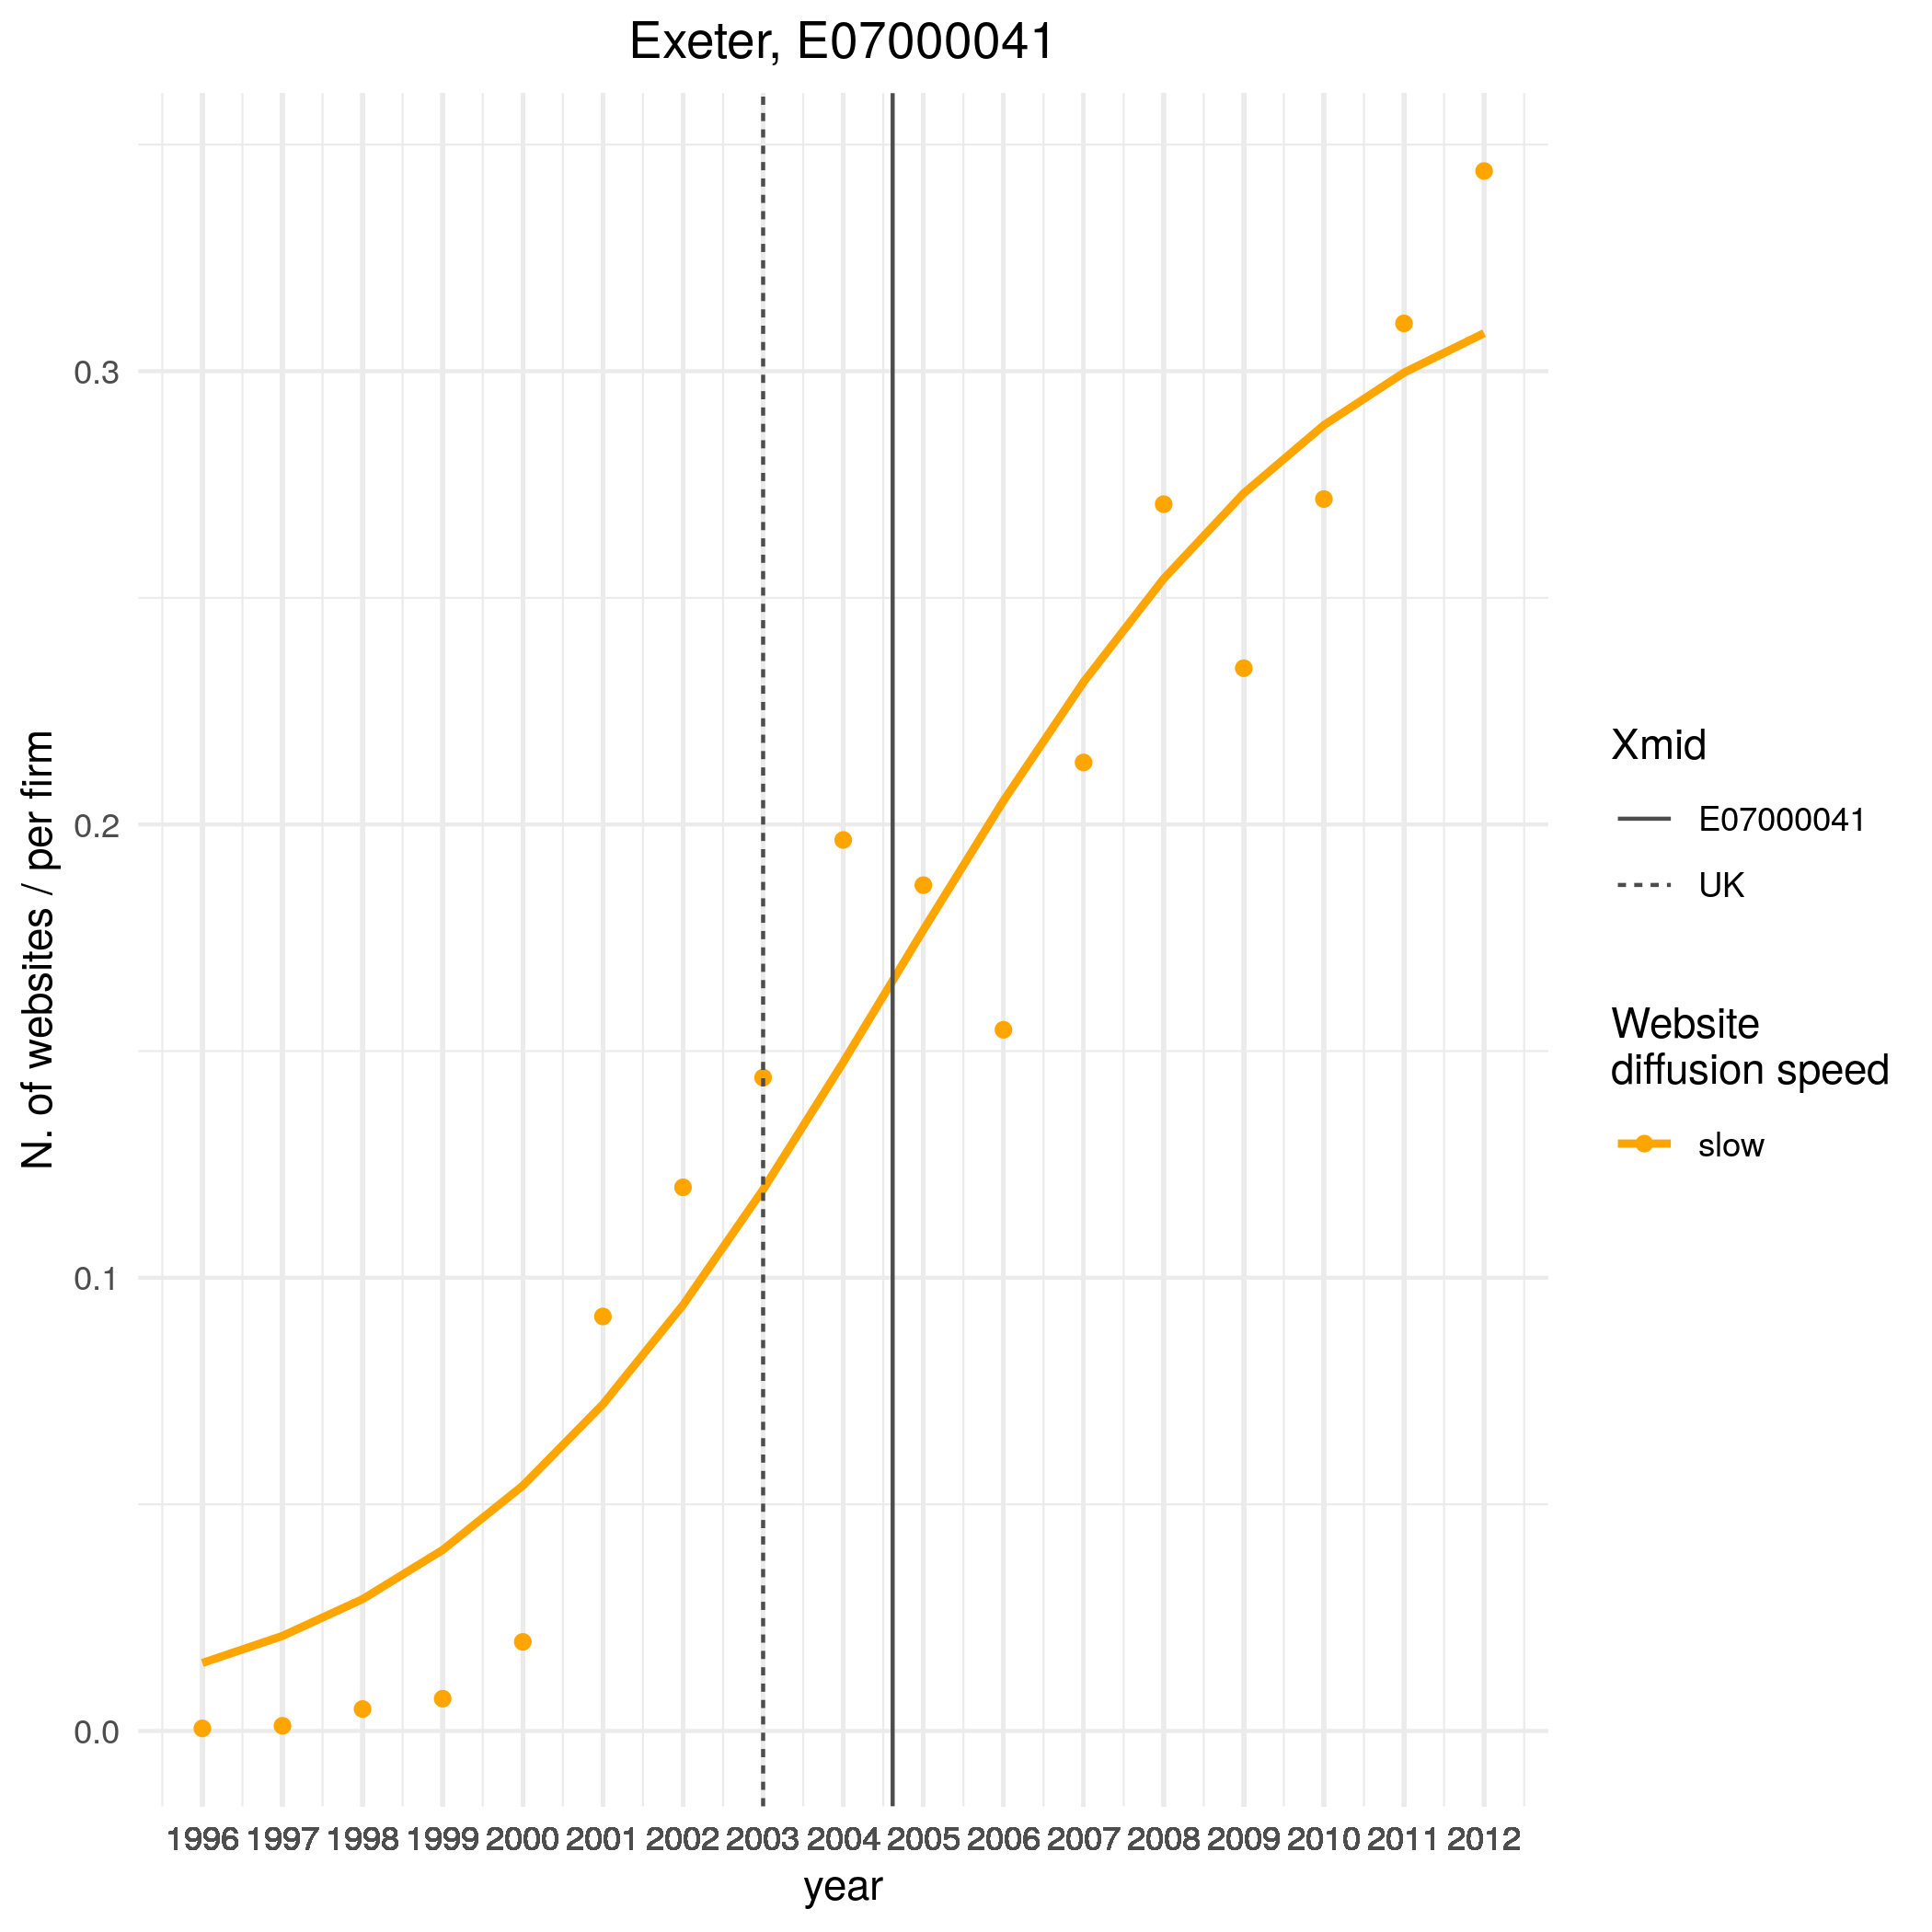 Exeter, E07000041
N. of websites / per firm
0.3
0.2
0.1
0.0
1996 1997 1998 1999 2000 2001 2002 2003 2004 2005 2006 2007 2008 2009 2010 2011 2012
year
Xmid
E07000041
UK
Website
diffusion speed
slow